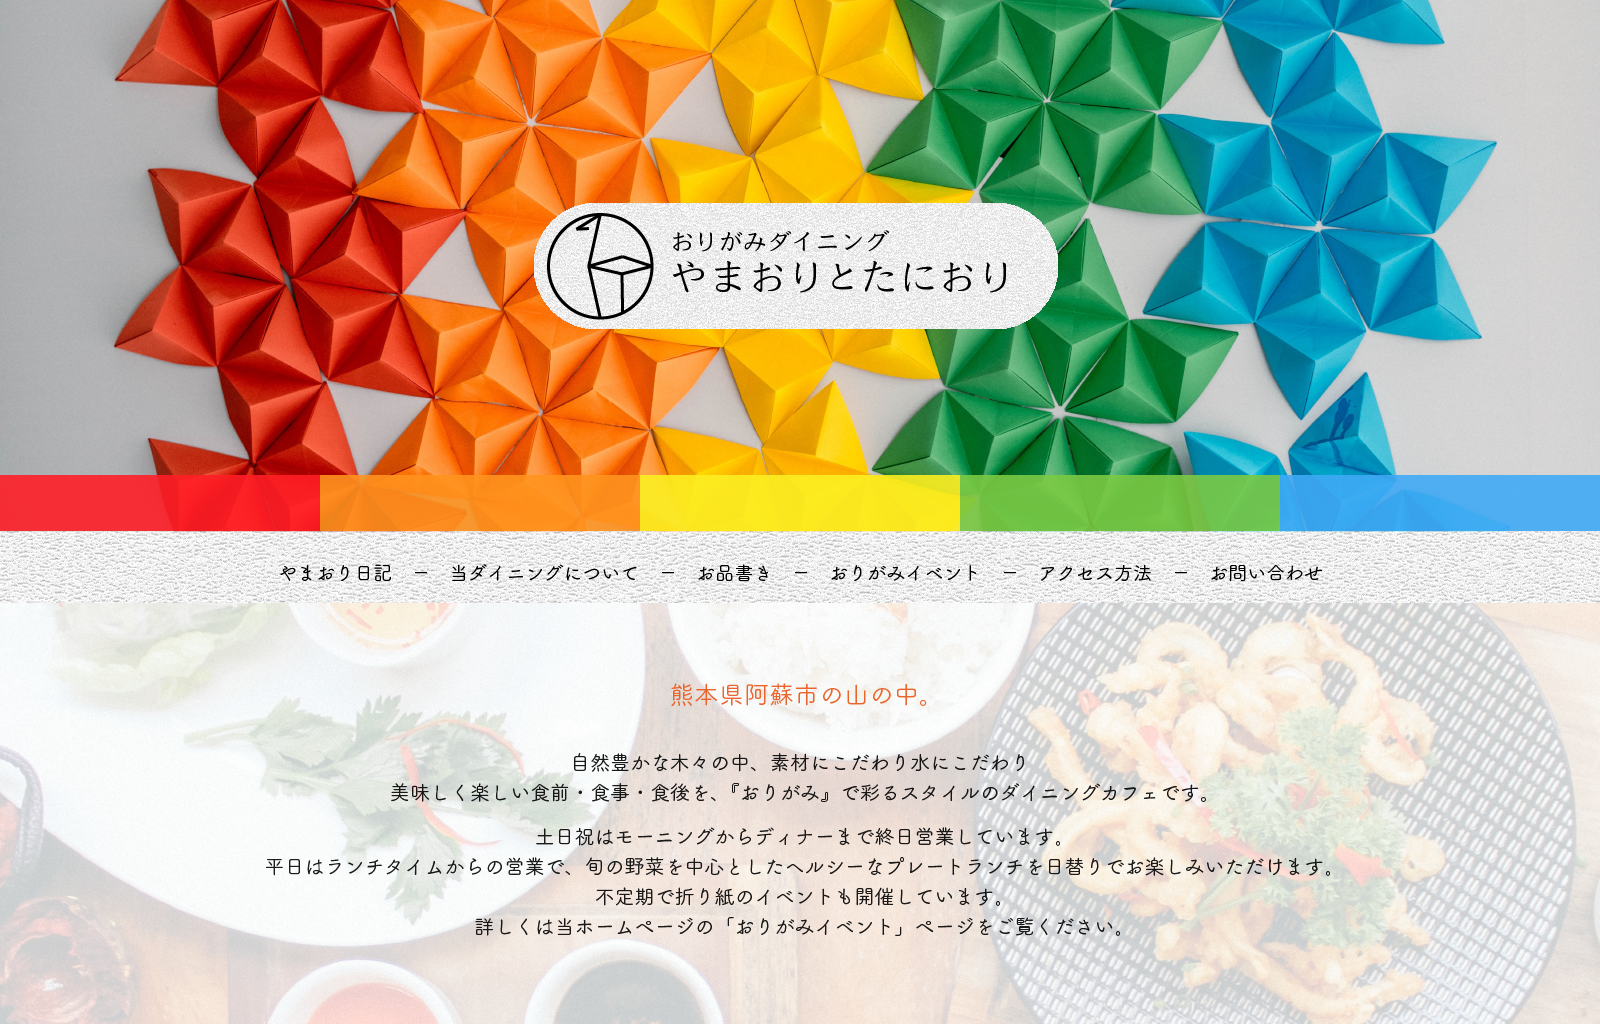 おりがみダイニング
やまおりとたにおり
やまおり日記 ー 当ダイニングについて ー お品書き ー おりがみイベント ー アクセス方法 ー お問い合わせ
熊本県阿蘇市の山の中。
自然豊かな木々の中、素材にこだわり水にこだわり
美味しく楽しい食前・食事・食後を、『おりがみ』で彩るスタイルのダイニングカフェです。
土日祝はモーニングからディナーまで終日営業しています。
平日はランチタイムからの営業で、旬の野菜を中心としたヘルシーなプレートランチを日替りでお楽しみいただけます。
不定期で折り紙のイベントも開催しています。
詳しくは当ホームページの「おりがみイベント」ページをご覧ください。